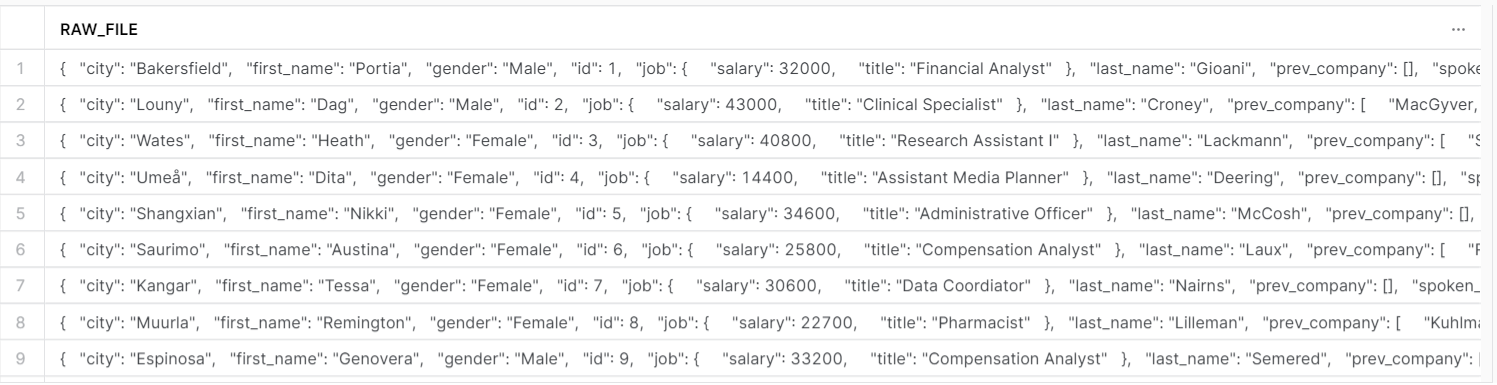 RAW_FILE ...
1 { "city": "Bakersfield", "first_name": "Portia", "gender": "Male", "id": 1, "job": { "salary": 32000, "title": "Financial Analyst" }, "last_name": "Gioani", "prev_company": [], "spoke
2 { "city": "Louny", "first_name": "Dag", "gender": "Male", "id": 2, "job": { "salary": 43000, "title": "Clinical Specialist" }, "last_name": "Croney", "prev_company": [ "MacGyver,
3 { "city": "Wates", "first_name": "Heath", "gender": "Female", "id": 3, "job": { "salary": 40800, "title": "Research Assistant I" }, "last_name": "Lackmann", "prev_company": [ "S
4 { "city": "Umeå", "first_name": "Dita", "gender": "Female", "id": 4, "job": { "salary": 14400, "title": "Assistant Media Planner" }, "last_name": "Deering", "prev_company": [], "sp
5 { "city": "Shangxian", "first_name": "Nikki", "gender": "Female", "id": 5, "job": { "salary": 34600, "title": "Administrative Officer" }, "last_name": "McCosh", "prev_company": [],
6 { "city": "Saurimo", "first_name": "Austina", "gender": "Female", "id": 6, "job": { "salary": 25800, "title": "Compensation Analyst" }, "last_name": "Laux", "prev_company": [ "F
7 { "city": "Kangar", "first_name": "Tessa", "gender": "Female", "id": 7, "job": { "salary": 30600, "title": "Data Coordiator" }, "last_name": "Nairns", "prev_company": [], "spoken_
8 { "city": "Muurla", "first_name": "Remington", "gender": "Female", "id": 8, "job": { "salary": 22700, "title": "Pharmacist" }, "last_name": "Lilleman", "prev_company": [ "Kuhlma
9 { "city": "Espinosa", "first_name": "Genovera", "gender": "Male", "id": 9, "job": { "salary": 33200, "title": "Compensation Analyst" }, "last_name": "Semered", "prev_company": [